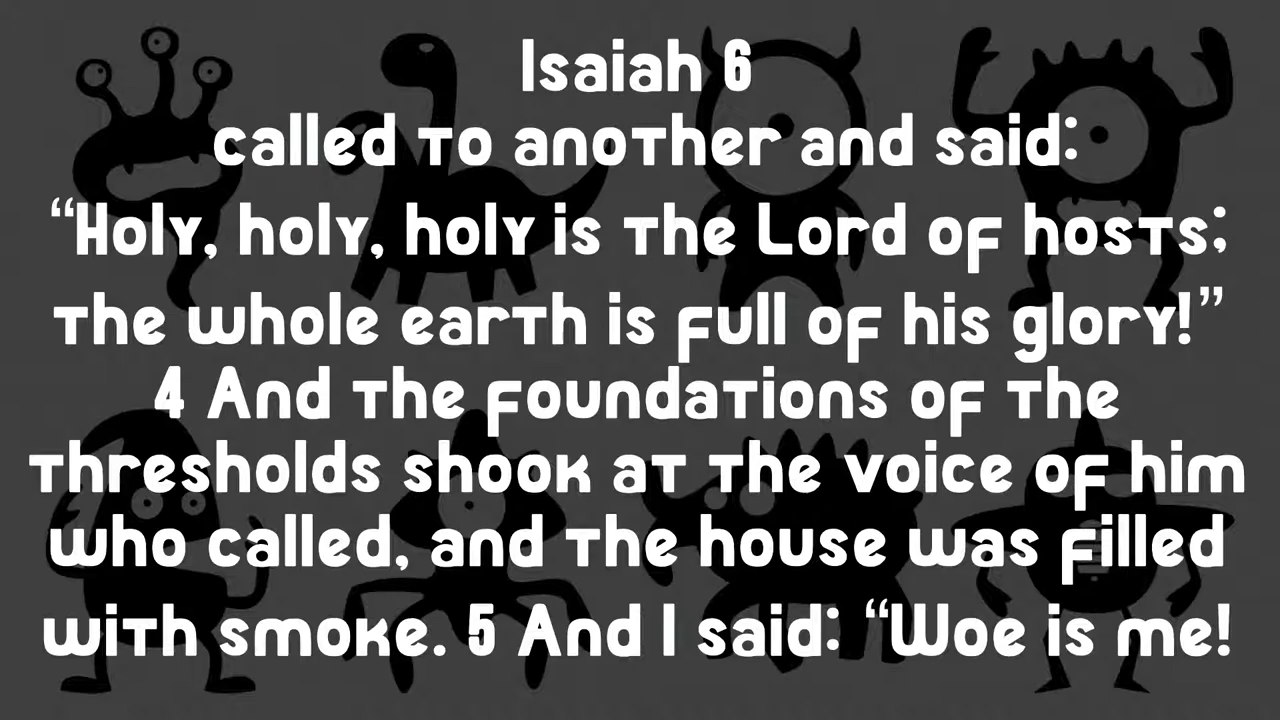 Isaiah 6
called to another and said:
“Holy, holy, holy is the Lord of hosts;
the whole earth is full of his glory!”
4 And the foundations of the
thresholds shook at the voice of him
who called, and the house was filled
with smoke. 5 And I said: “Woe is me!